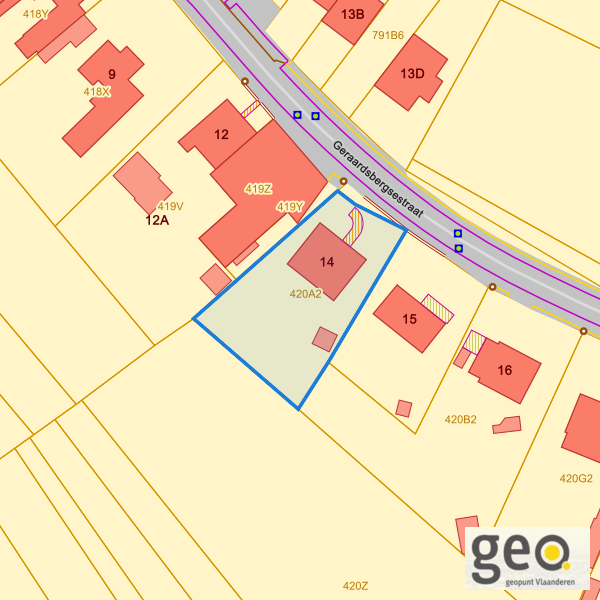 418Y
13B
791B6
9
13D
418X
12
Geraardsbergsestraat
419Z
419V
419Y
12A
14
420A2
15
16
420B2
420G2
geo
geopunt Vlaanderen
420Z